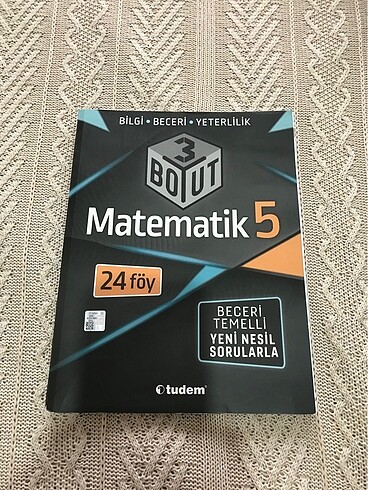 BİLGİ • BECERİ • YETERLİLİK
3
BOYUT
Matematik 5
24 föy
BECERİ
TEMELLİ
YENİ NESİL
SORULARLA
tudem